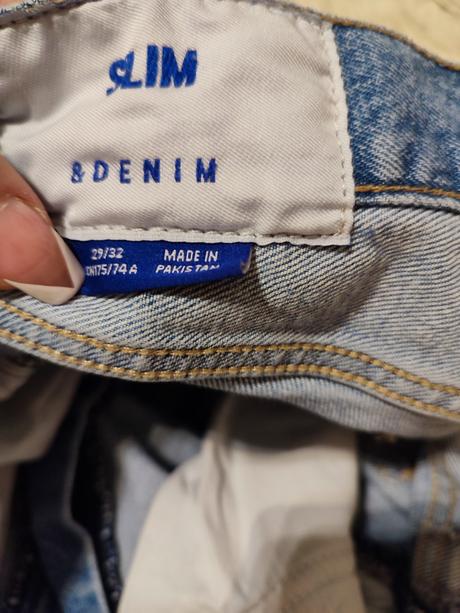 SLIM
&DENIM
29/32 MADE IN
CN175/74A PAKISTAN